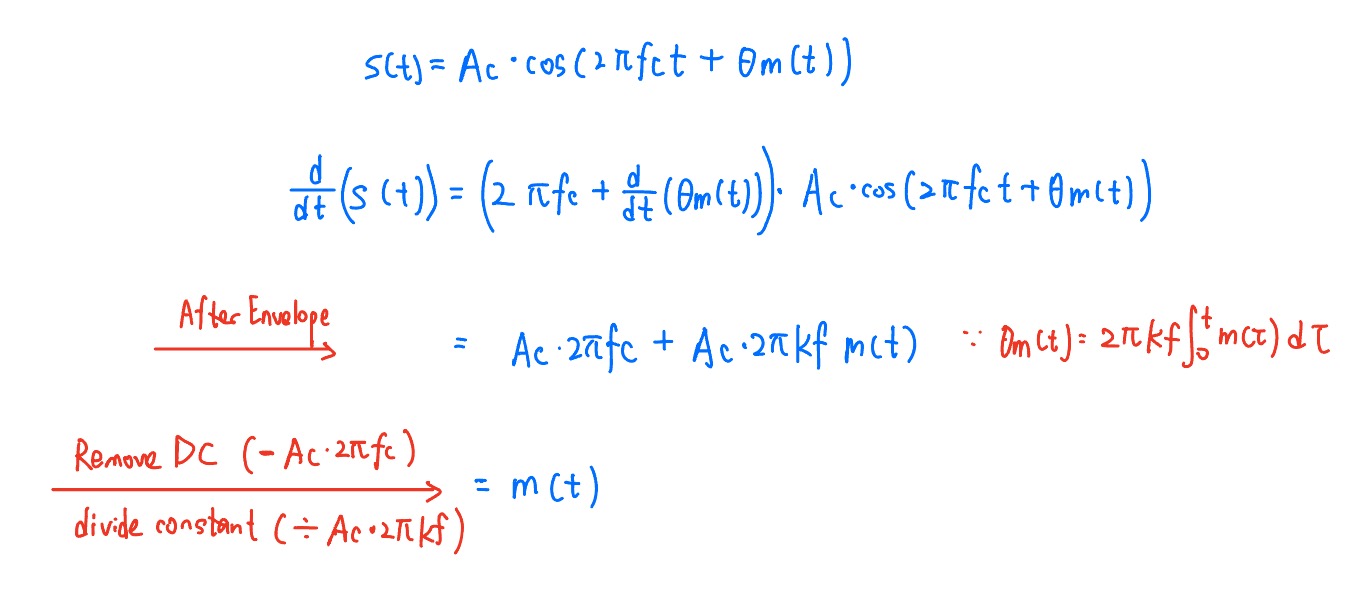 s(t) = Ac · cos(2πfct + θm(t))
d/dt (s(t)) = (2πfc + d/dt (θm(t))) · Ac · cos(2πfct + θm(t))
After Envelope
= Ac · 2πfc + Ac · 2πkf m(t) ∵ θm(t) = 2πkf ∫₀ᵗ m(τ) dτ
Remove DC (− Ac · 2πfc)
= m(t)
divide constant (÷ Ac · 2πkf)